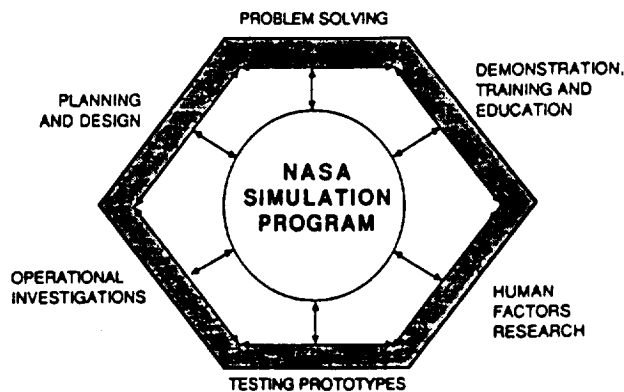 PROBLEM SOLVING
DEMONSTRATION,
TRAINING AND
EDUCATION
PLANNING
AND DESIGN
NASA
SIMULATION
PROGRAM
OPERATIONAL
INVESTIGATIONS
HUMAN
FACTORS
RESEARCH
TESTING PROTOTYPES